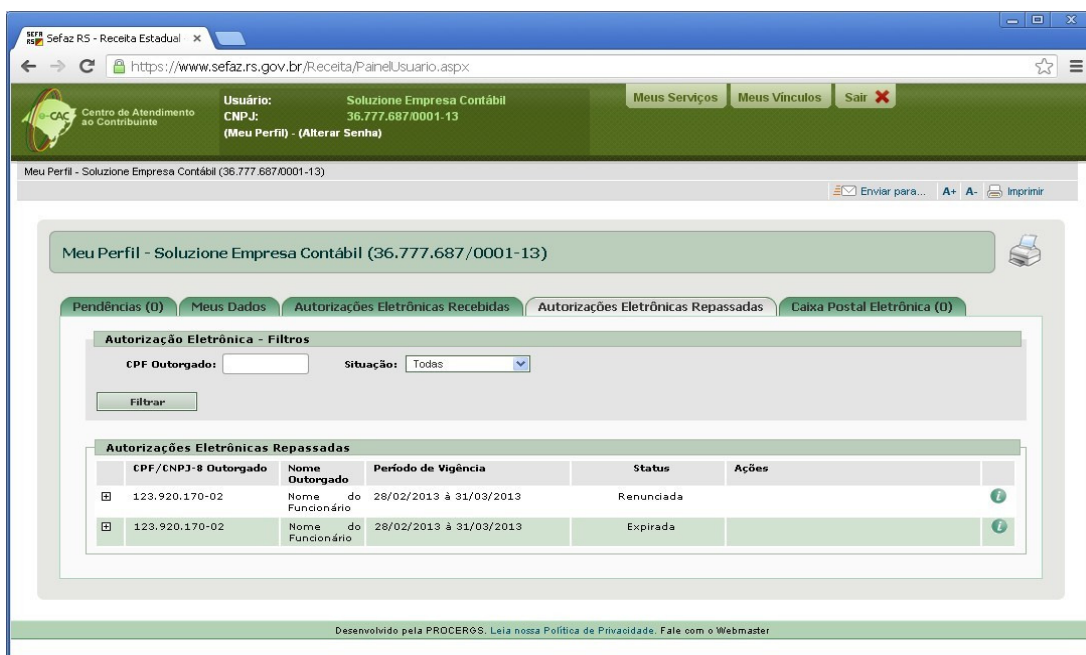 SEFA
RS
Sefaz RS - Receita Estadual
https://www.sefaz.rs.gov.br/Receita/PainelUsuario.aspx
e-CAC
Centro de Atendimento
ao Contribuinte
Usuário: Soluzione Empresa Contábil
CNPJ: 36.777.687/0001-13
(Meu Perfil) - (Alterar Senha)
Meus Serviços Meus Vínculos Sair
Meu Perfil - Soluzione Empresa Contábil (36.777.687/0001-13)
Enviar para... A+ A- Imprimir
Meu Perfil - Soluzione Empresa Contábil (36.777.687/0001-13)
Pendências (0) Meus Dados Autorizações Eletrônicas Recebidas Autorizações Eletrônicas Repassadas Caixa Postal Eletrônica (0)
Autorização Eletrônica - Filtros
CPF Outorgado: Situação: Todas
Filtrar
Autorizações Eletrônicas Repassadas
CPF/CNPJ-8 Outorgado Nome Outorgado Período de Vigência Status Ações
123.920.170-02 Nome do Funcionário 28/02/2013 à 31/03/2013 Renunciada
123.920.170-02 Nome do Funcionário 28/02/2013 à 31/03/2013 Expirada
Desenvolvido pela PROCERGS. Leia nossa Política de Privacidade. Fale com o Webmaster